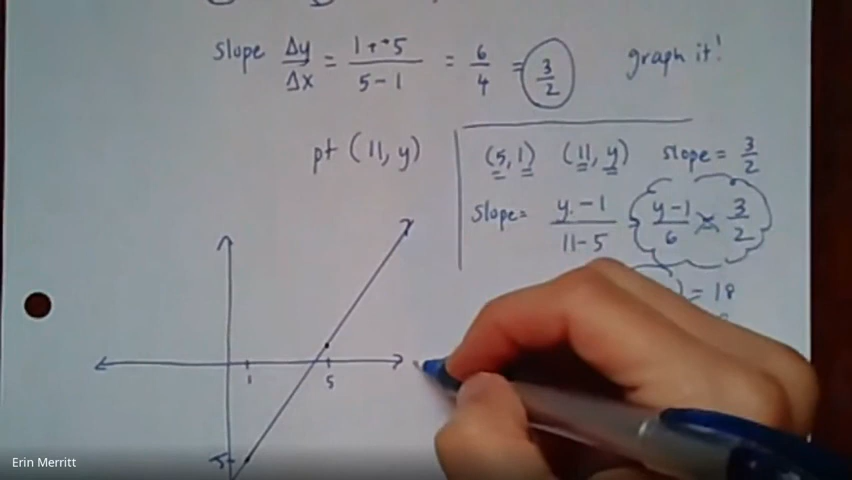 slope Δy/Δx = 1+⁺5/5-1 = 6/4 = 3/2 graph it!
pt (11, y)
(5,1) (11, y) slope = 3/2
slope = y-1/11-5 = y-1/6 3/2
) = 18
1
5
5
Erin Merritt